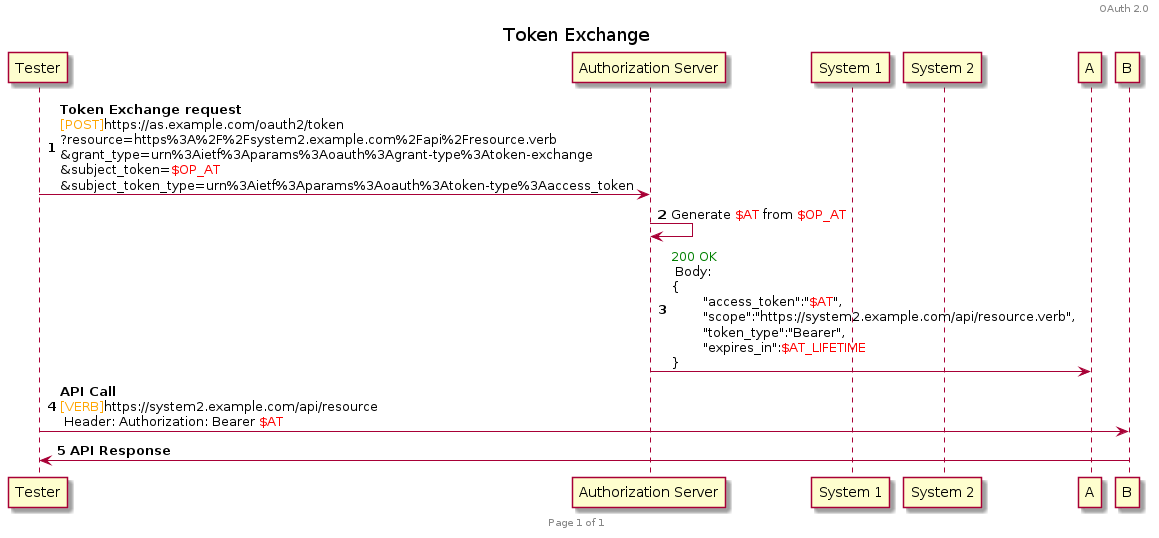 OAuth 2.0
Token Exchange
Tester
Authorization Server
System 1
System 2
A
B
1
Token Exchange request
[POST]https://as.example.com/oauth2/token
?resource=https%3A%2F%2Fsystem2.example.com%2Fapi%2Fresource.verb
&grant_type=urn%3Aietf%3Aparams%3Aoauth%3Agrant-type%3Atoken-exchange
&subject_token=$OP_AT
&subject_token_type=urn%3Aietf%3Aparams%3Aoauth%3Atoken-type%3Aaccess_token
2 Generate $AT from $OP_AT
3
200 OK
Body:
{
"access_token":"$AT",
"scope":"https://system2.example.com/api/resource.verb",
"token_type":"Bearer",
"expires_in":$AT_LIFETIME
}
4
API Call
[VERB]https://system2.example.com/api/resource
Header: Authorization: Bearer $AT
5 API Response
Tester
Authorization Server
System 1
System 2
A
B
Page 1 of 1